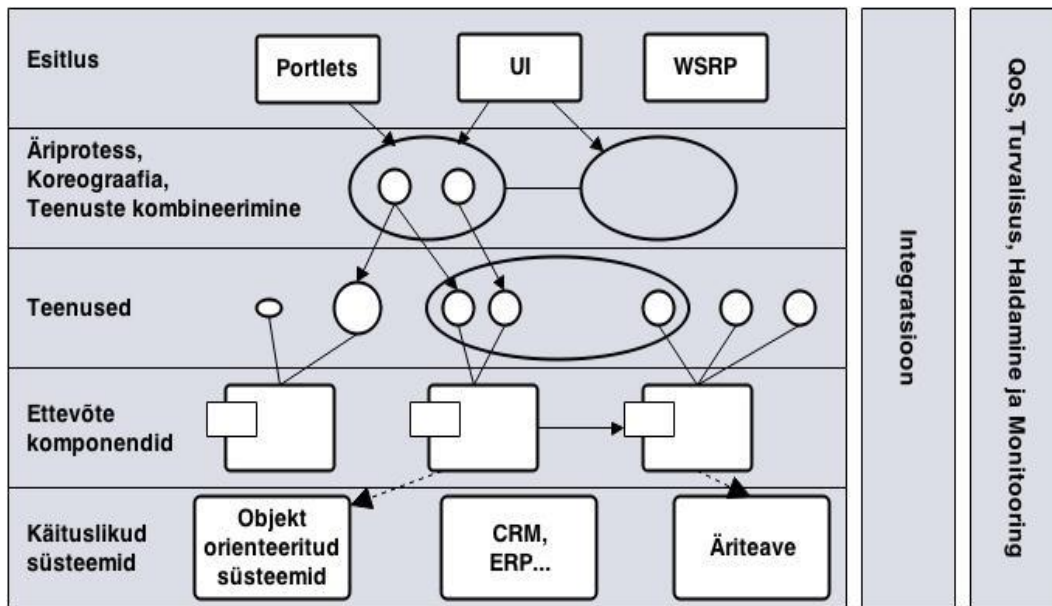 Esitlus
Portlets
UI
WSRP
Äriprotess,
Koreograafia,
Teenuste kombineerimine
Teenused
Ettevõte
komponendid
Käituslikud
süsteemid
Objekt
orienteeritud
süsteemid
CRM,
ERP...
Äriteave
Integratsioon
QoS, Turvalisus, Haldamine ja Monitooring